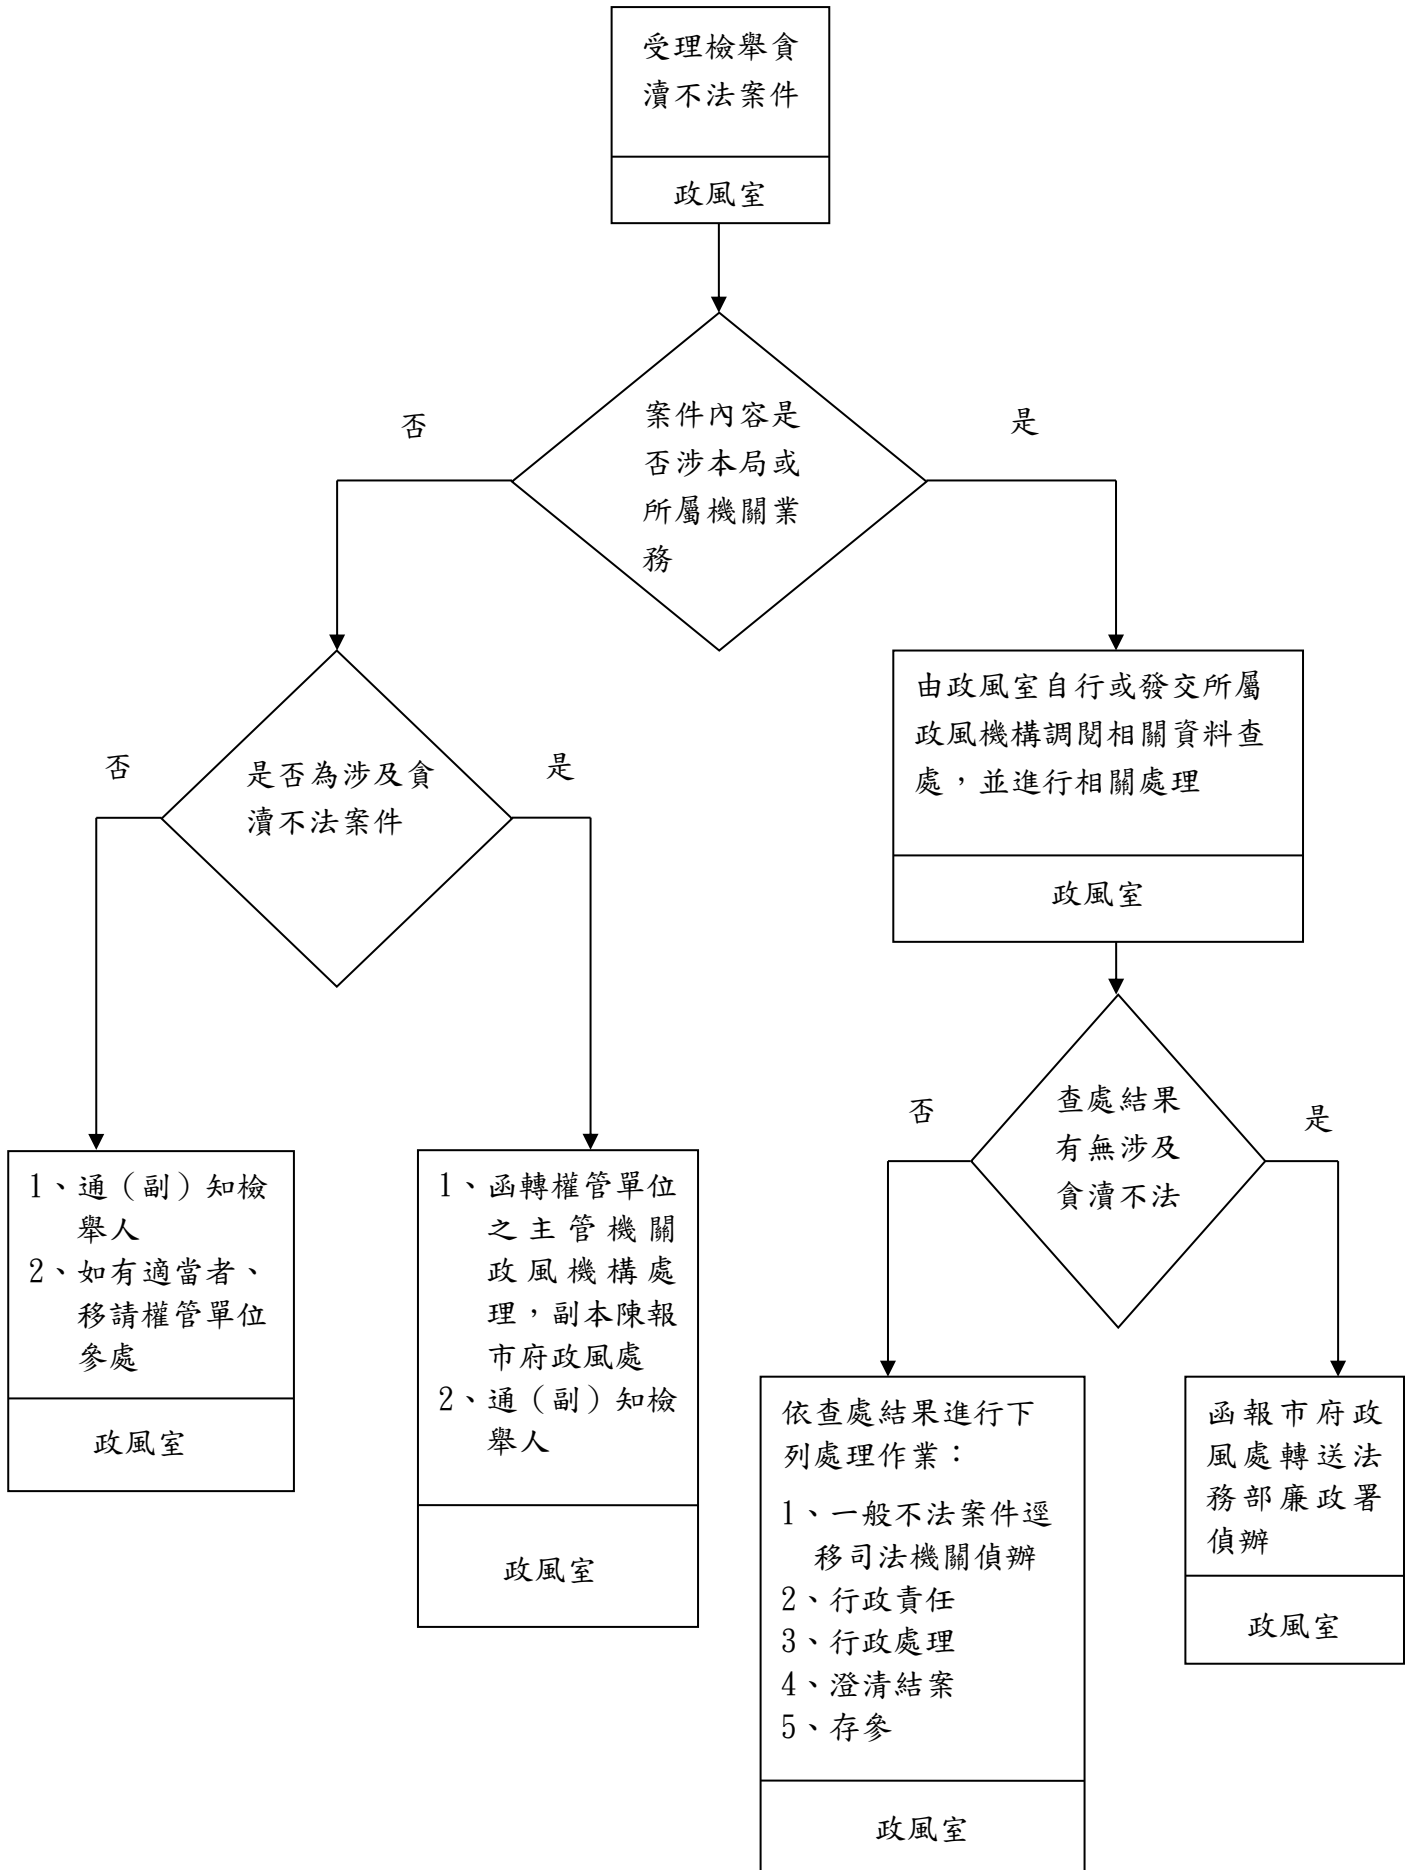 受理檢舉貪
瀆不法案件
政風室
案件內容是
否涉本局或
所屬機關業
務
否
是
是否為涉及貪
瀆不法案件
否
是
由政風室自行或發交所屬
政風機構調閱相關資料查
處，並進行相關處理
政風室
查處結果
有無涉及
貪瀆不法
否
是
1、通（副）知檢
舉人
2、如有適當者、
移請權管單位
參處
政風室
1、函轉權管單位
之主管機關
政風機構處
理，副本陳報
市府政風處
2、通（副）知檢
舉人
政風室
依查處結果進行下
列處理作業：
1、一般不法案件逕
移司法機關偵辦
2、行政責任
3、行政處理
4、澄清結案
5、存參
政風室
函報市府政
風處轉送法
務部廉政署
偵辦
政風室